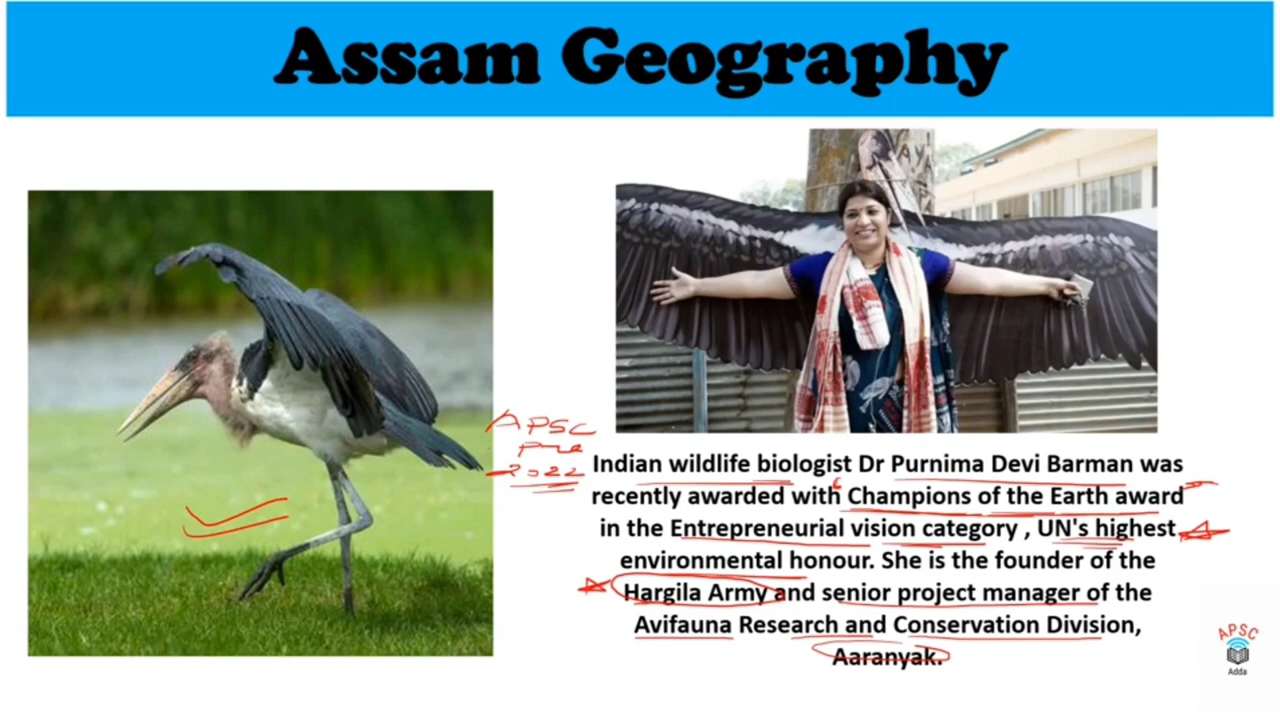 Assam Geography
APSC
Pre
2022
Indian wildlife biologist Dr Purnima Devi Barman was
recently awarded with Champions of the Earth award
in the Entrepreneurial vision category , UN's highest
environmental honour. She is the founder of the
Hargila Army and senior project manager of the
Avifauna Research and Conservation Division,
Aaranyak.
APSC
Adda